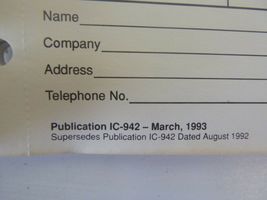 Name
Company
Address
Telephone No.
Publication IC-942 – March, 1993
Supersedes Publication IC-942 Dated August 1992